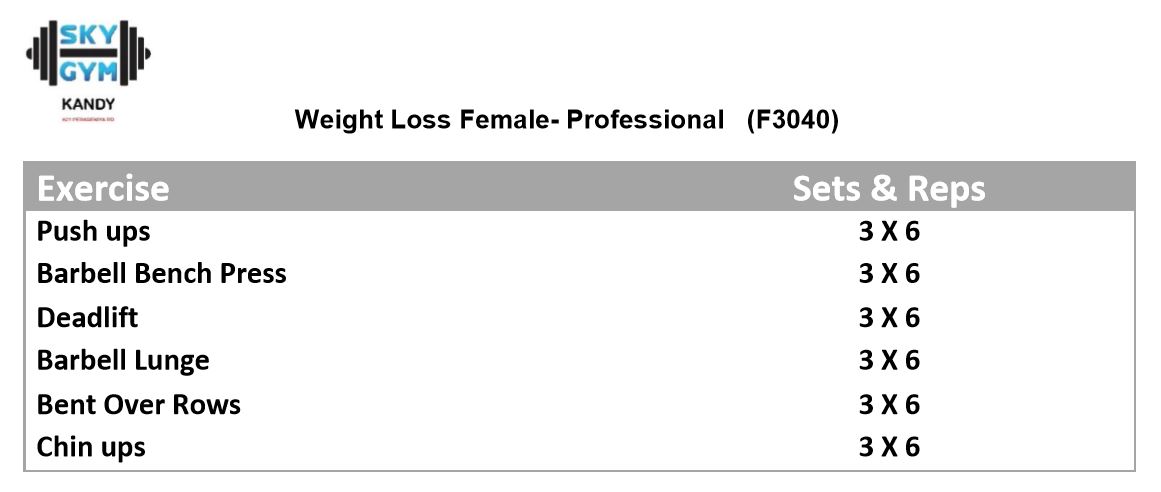 SKY
GYM
KANDY
Weight Loss Female- Professional (F3040)
Exercise Sets & Reps
Push ups 3 X 6
Barbell Bench Press 3 X 6
Deadlift 3 X 6
Barbell Lunge 3 X 6
Bent Over Rows 3 X 6
Chin ups 3 X 6